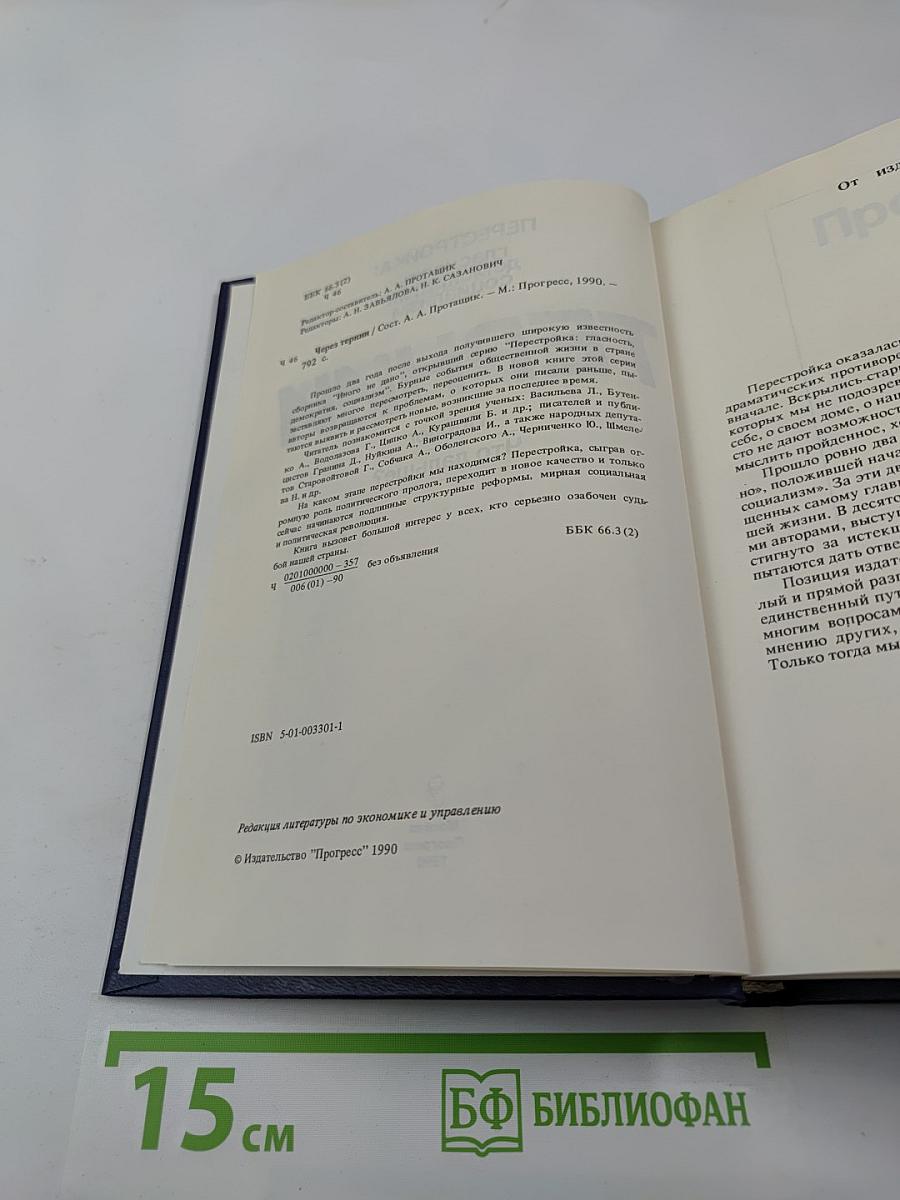 ББК 66.3(2)
Ч 46
Редактор-составитель: А. А. ПРОТАЩИК
Редакторы: А. Н. ЗАВЬЯЛОВА, Н. К. САЗАНОВИЧ
Через тернии / Сост. А. А. Протащик. – М.: Прогресс, 1990. –
Ч 46 792 с.
Прошло два года после выхода получившего широкую известность
сборника "Иного не дано", открывший серию "Перестройка: гласность,
демократия, социализм". Бурные события общественной жизни в стране
заставляют многое пересмотреть, переоценить. В новой книге этой серии
авторы возвращаются к проблемам, о которых они писали раньше, пы-
таются выявить и рассмотреть новые, возникшие за последнее время.
Читатель познакомится с точкой зрения ученых: Васильева Л., Бутен-
ко А., Водолазова Г., Ципко А., Курашвили Б. и др.; писателей и публи-
цистов Гранина Д., Нуйкина А., Виноградова И., а также народных депута-
тов Старовойтовой Г., Собчака А., Оболенского А., Черниченко Ю., Шмеле-
ва Н. и др.
На каком этапе перестройки мы находимся? Перестройка, сыграв ог-
ромную роль политического пролога, переходит в новое качество и только
сейчас начинаются подлинные структурные реформы, мирная социальная
и политическая революция.
Книга вызовет большой интерес у всех, кто серьезно озабочен судь-
бой нашей страны.
Ч 0201000000 – 357 без объявления
006 (01) –90
ББК 66.3 (2)
ISBN 5-01-003301-1
Редакция литературы по экономике и управлению
© Издательство "Прогресс" 1990
От изд
Перестройка оказалась
драматических противоре
вначале. Вскрылись стар
которых мы не подозрев
себе, о своем доме, о наш
сто не дают возможност
мыслить пройденное, х
Прошло ровно два
но», положившей нача
социализм». За эти дв
щенных самому глав
шей жизни. В десято
ми авторами, высту
стигнуто за истекш
пытаются дать отве
Позиция издат
лый и прямой разг
единственный пут
многим вопросам
мнению других,
Только тогда мы
15 см
БФ БИБЛИОФАН